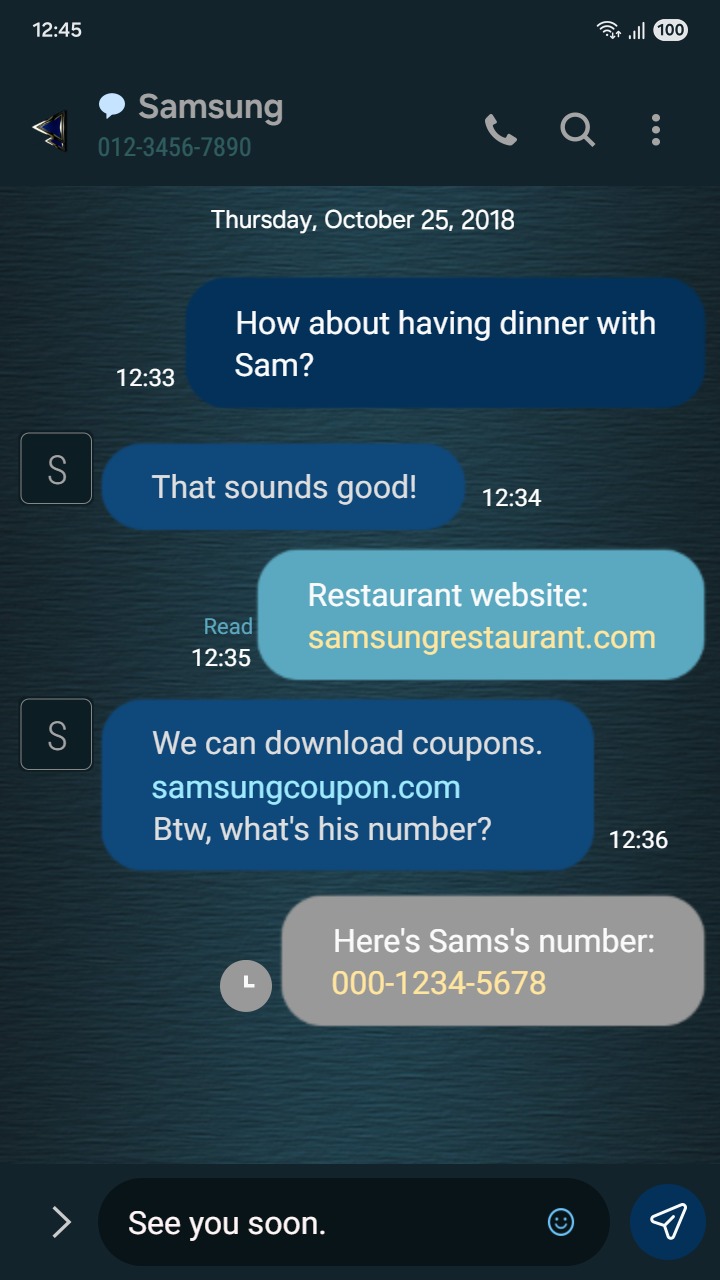 12:45
100
Samsung
012-3456-7890
Thursday, October 25, 2018
How about having dinner with
Sam?
12:33
S
That sounds good!
12:34
Restaurant website:
samsungrestaurant.com
Read
12:35
S
We can download coupons.
samsungcoupon.com
Btw, what's his number?
12:36
Here's Sams's number:
000-1234-5678
See you soon.